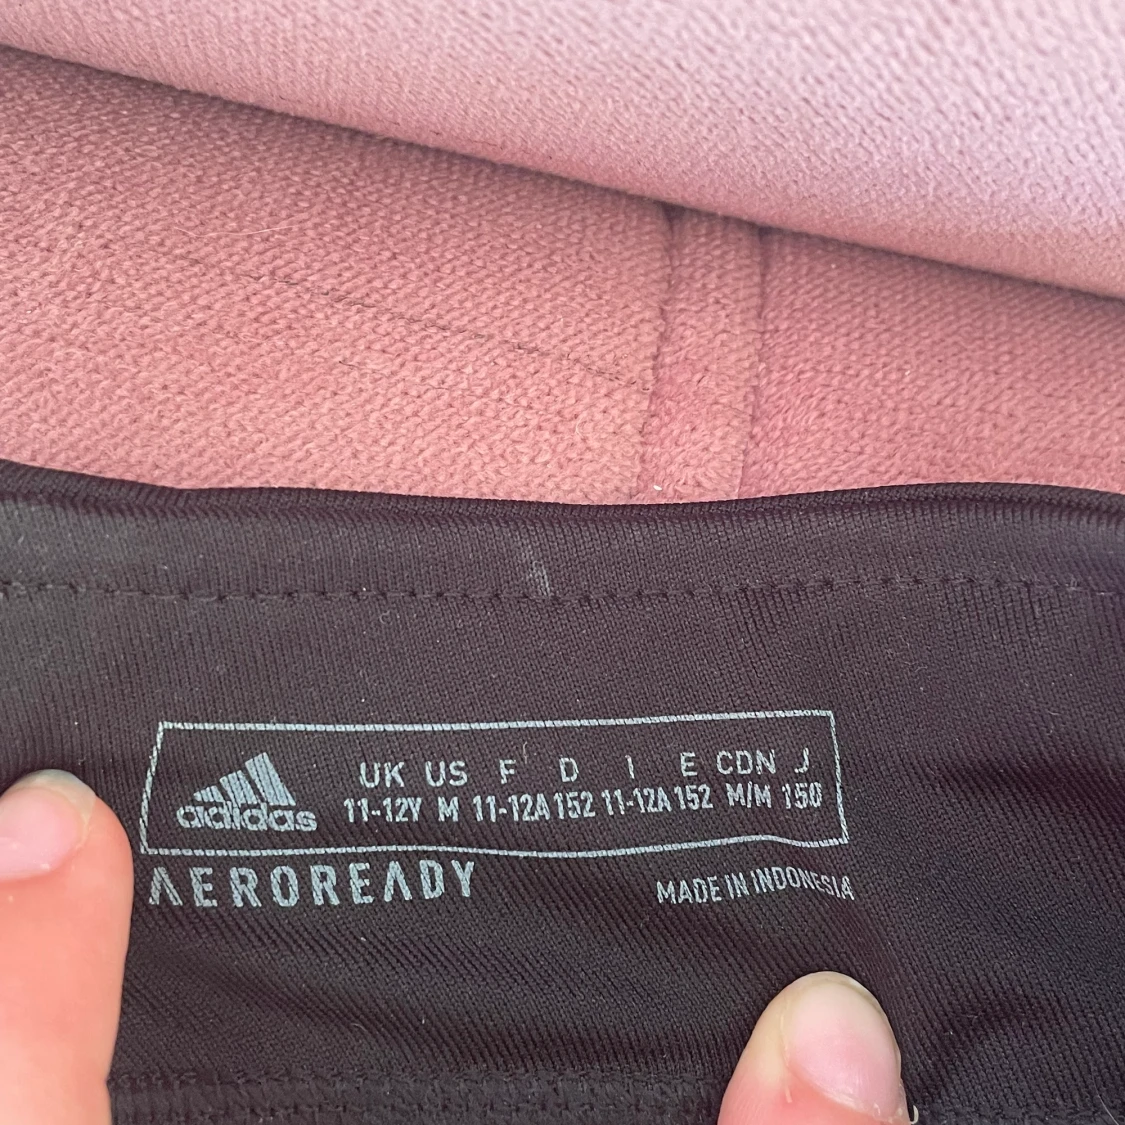 UK US F D I E CDN J
adidas 11-12Y M 11-12A 152 11-12A 152 M/M 150
AEROREADY MADE IN INDONESIA